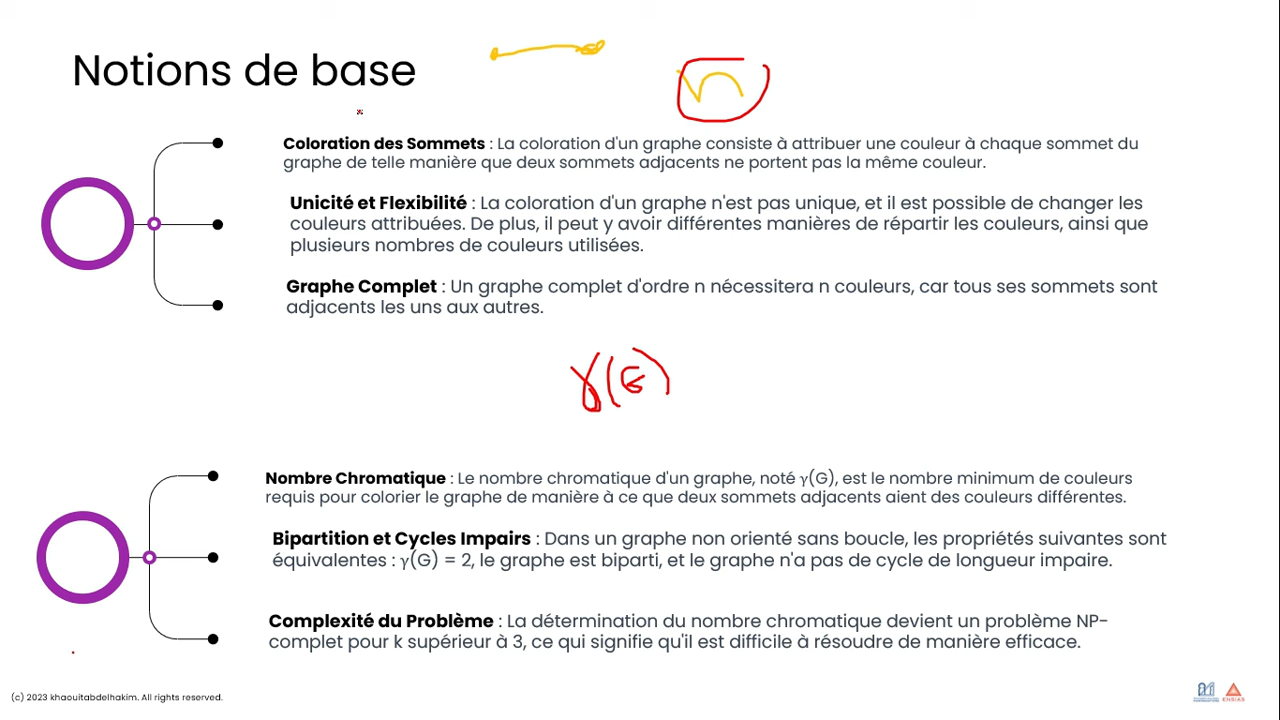 Notions de base
n
Coloration des Sommets : La coloration d'un graphe consiste à attribuer une couleur à chaque sommet du
graphe de telle manière que deux sommets adjacents ne portent pas la même couleur.
Unicité et Flexibilité : La coloration d'un graphe n'est pas unique, et il est possible de changer les
couleurs attribuées. De plus, il peut y avoir différentes manières de répartir les couleurs, ainsi que
plusieurs nombres de couleurs utilisées.
Graphe Complet : Un graphe complet d'ordre n nécessitera n couleurs, car tous ses sommets sont
adjacents les uns aux autres.
γ(G)
Nombre Chromatique : Le nombre chromatique d'un graphe, noté γ(G), est le nombre minimum de couleurs
requis pour colorier le graphe de manière à ce que deux sommets adjacents aient des couleurs différentes.
Bipartition et Cycles Impairs : Dans un graphe non orienté sans boucle, les propriétés suivantes sont
équivalentes : γ(G) = 2, le graphe est biparti, et le graphe n'a pas de cycle de longueur impaire.
Complexité du Problème : La détermination du nombre chromatique devient un problème NP-
complet pour k supérieur à 3, ce qui signifie qu'il est difficile à résoudre de manière efficace.
(c) 2023 khaouitabdelhakim. All rights reserved.
ENSIAS